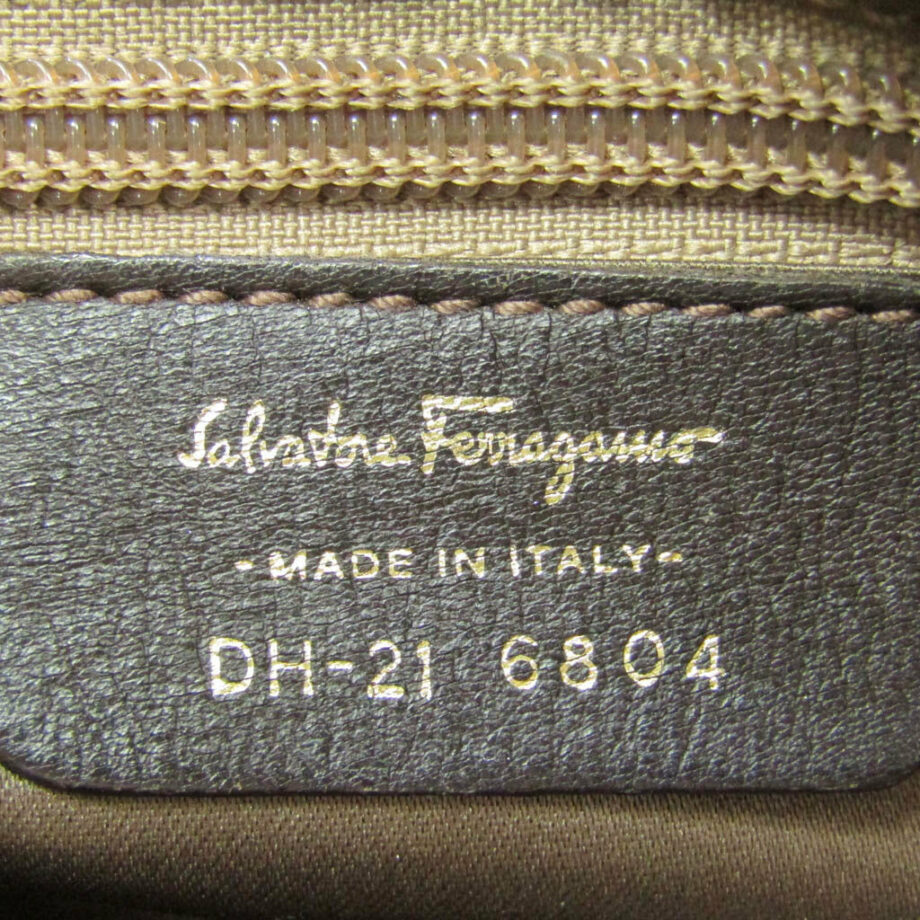 Salvatore Ferragamo
-MADE IN ITALY-
DH-21 6804